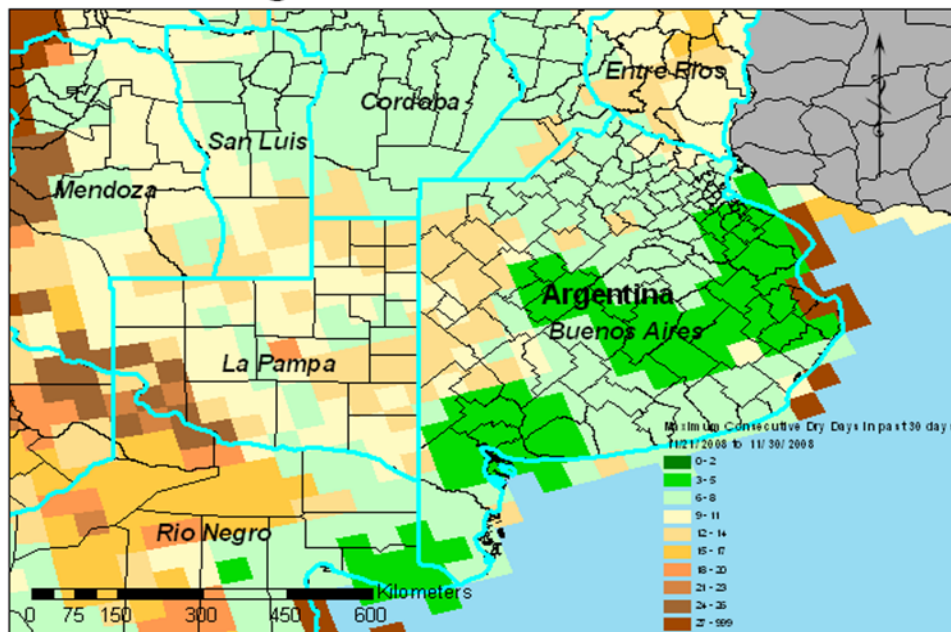 Entre Rios
Cordoba
San Luis
Mendoza
Argentina
Buenos Aires
La Pampa
Rio Negro
Maximum Consecutive Dry Days In past 30 days
11/21/2008 to 11/30/2008
0 - 2
3 - 5
6 - 8
9 - 11
12 - 14
15 - 17
18 - 20
21 - 23
24 - 26
27 - 999
Kilometers
0 75 150 300 450 600